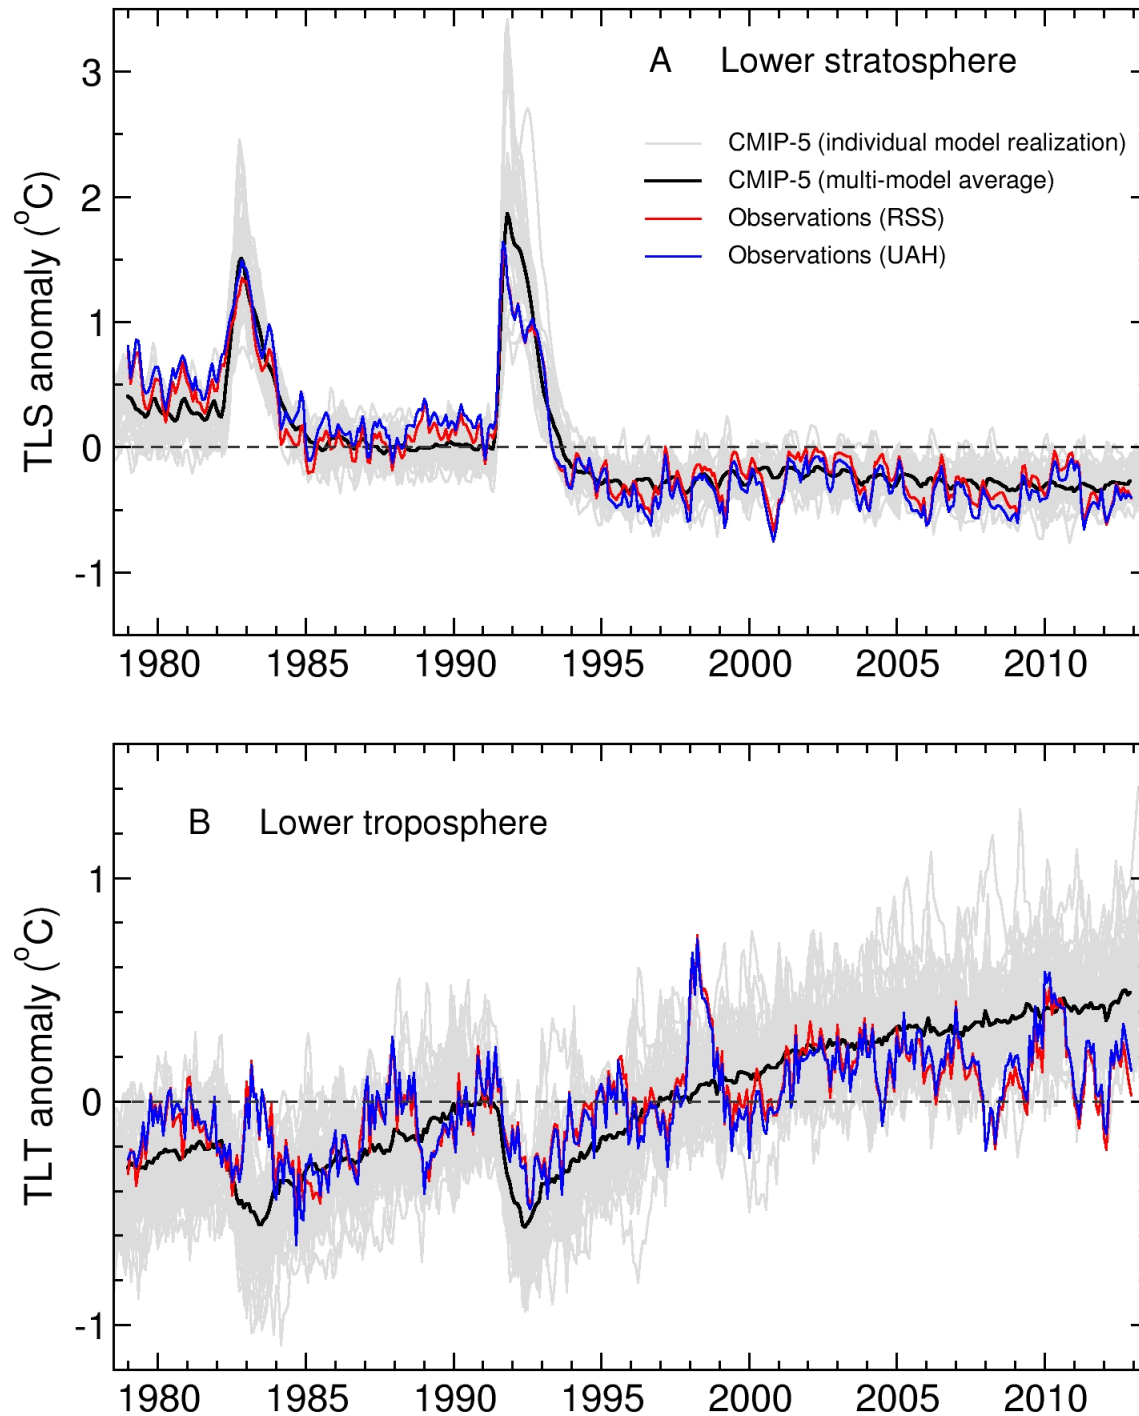 A Lower stratosphere
CMIP-5 (individual model realization)
CMIP-5 (multi-model average)
Observations (RSS)
Observations (UAH)
TLS anomaly (°C)
3
2
1
0
-1
1980 1985 1990 1995 2000 2005 2010
B Lower troposphere
TLT anomaly (°C)
1
0
-1
1980 1985 1990 1995 2000 2005 2010